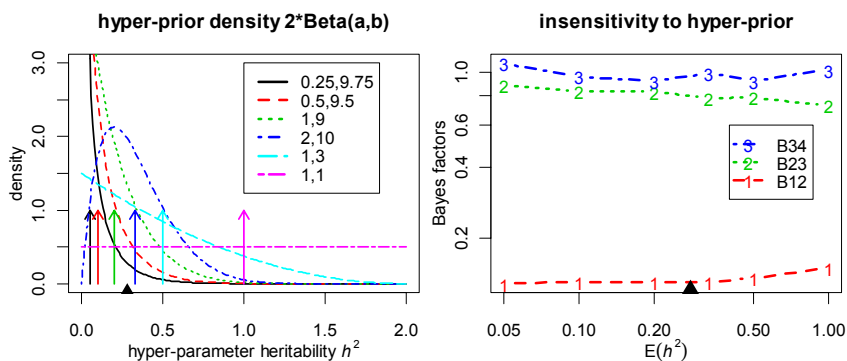 hyper-prior density 2*Beta(a,b)
density
0.0 1.0 2.0 3.0
0.25,9.75
0.5,9.5
1,9
2,10
1,3
1,1
0.0 0.5 1.0 1.5 2.0
hyper-parameter heritability h²
insensitivity to hyper-prior
Bayes factors
0.2 0.4 0.6 1.0
3 3 3 3 3 3
2 2 2 2 2 2
1 1 1 1 1 1
3 B34
2 B23
1 B12
0.05 0.10 0.20 0.50 1.00
E(h²)